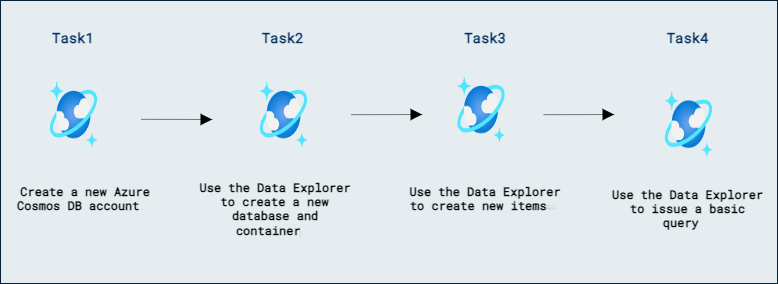 Task1
Task2
Task3
Task4
Create a new Azure
Cosmos DB account
Use the Data Explorer
to create a new
database and
container
Use the Data Explorer
to create new items
Use the Data Explorer
to issue a basic
query